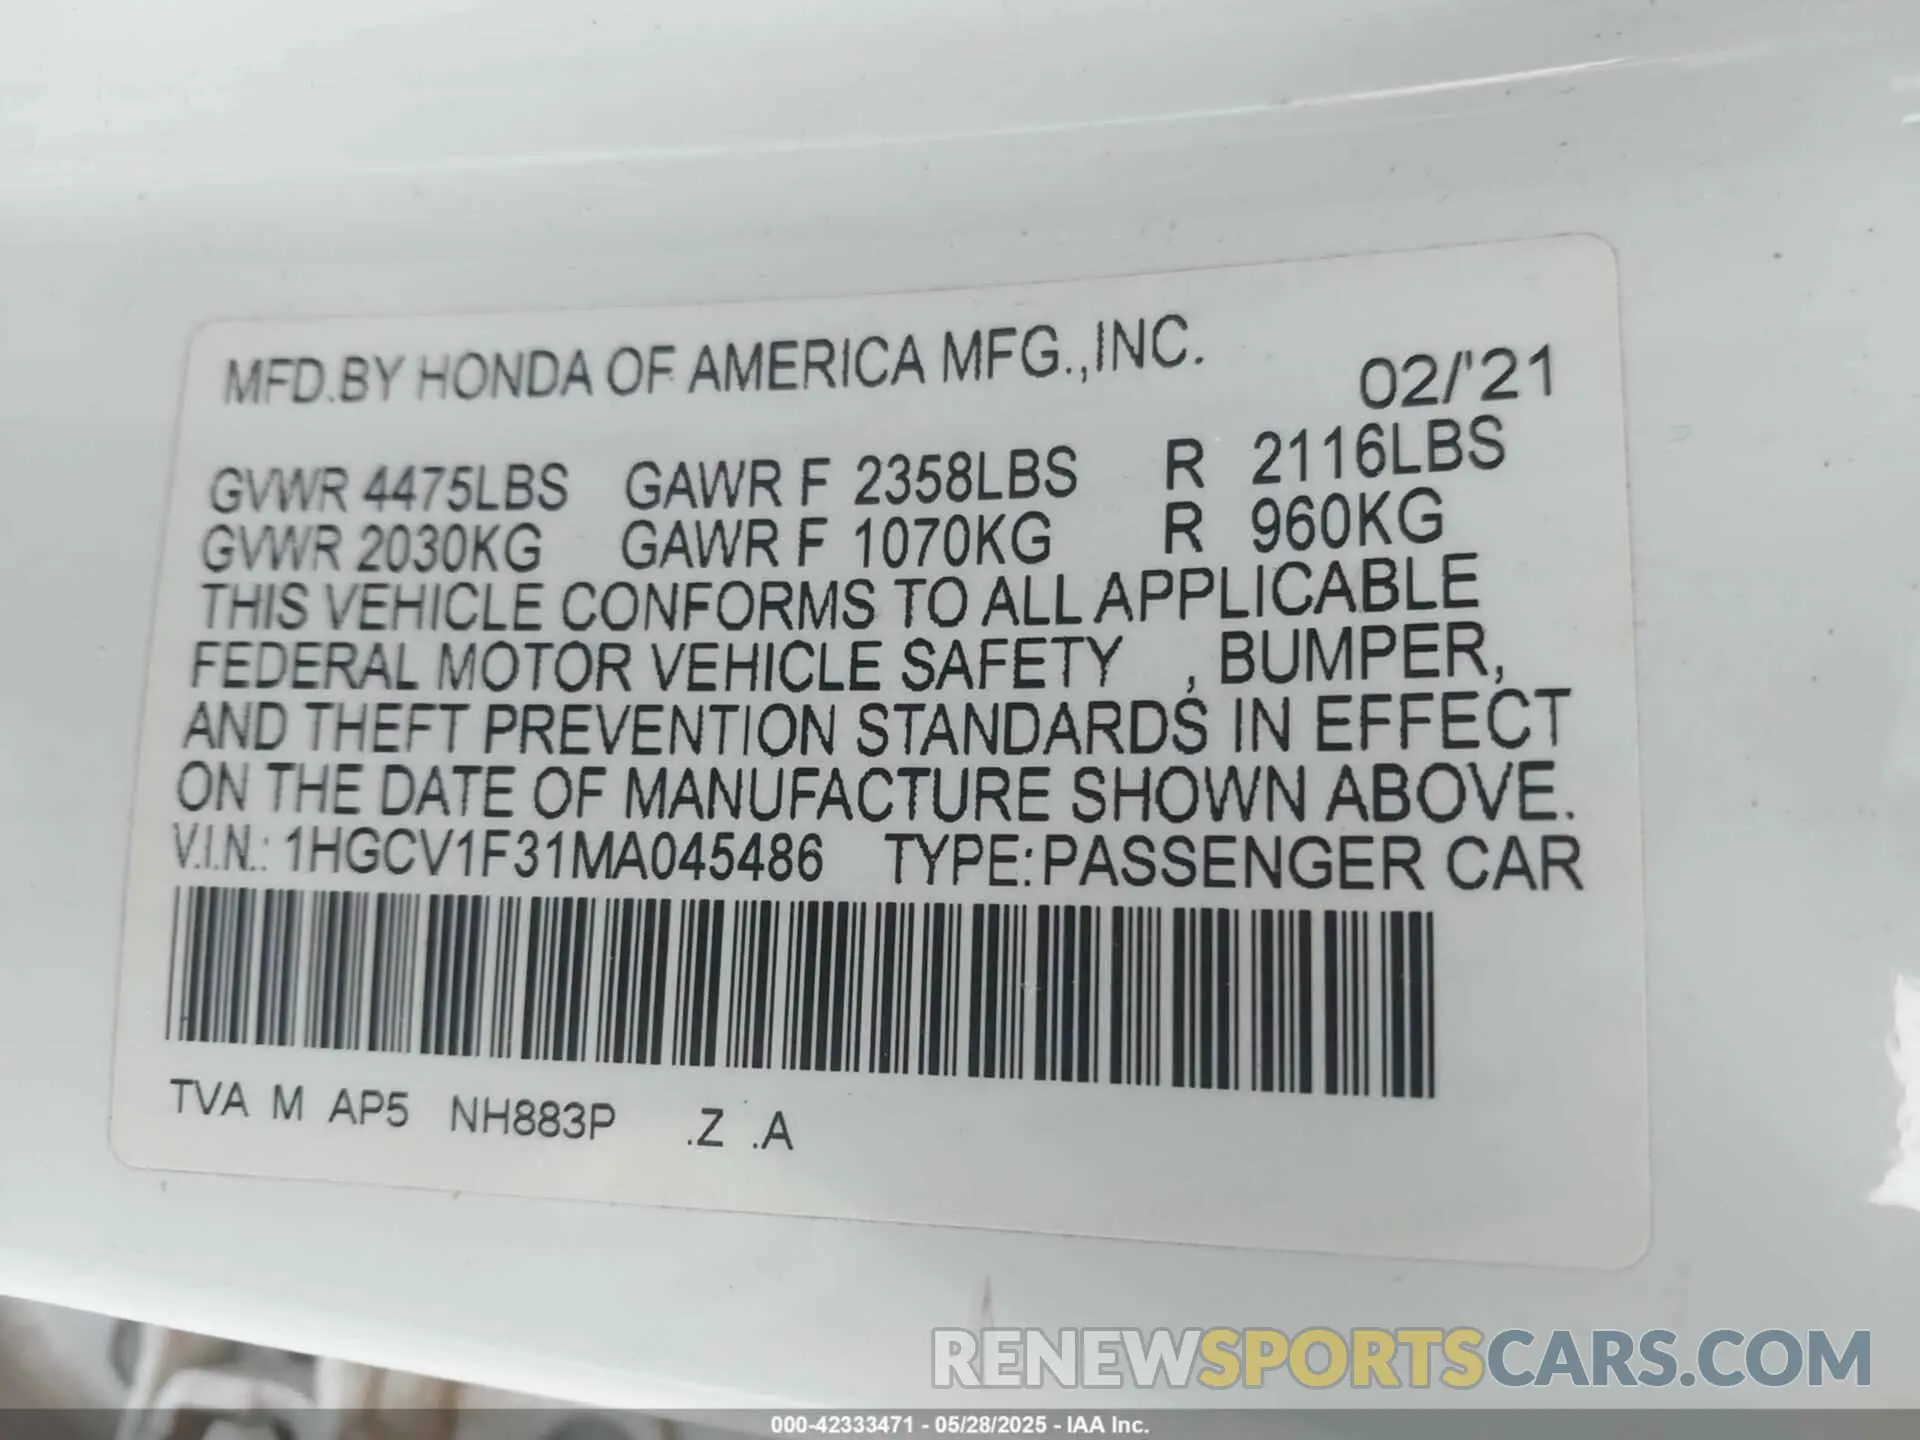 MFD.BY HONDA OF AMERICA MFG.,INC. 02/'21
GVWR 4475LBS GAWR F 2358LBS R 2116LBS
GVWR 2030KG GAWR F 1070KG R 960KG
THIS VEHICLE CONFORMS TO ALL APPLICABLE
FEDERAL MOTOR VEHICLE SAFETY , BUMPER,
AND THEFT PREVENTION STANDARDS IN EFFECT
ON THE DATE OF MANUFACTURE SHOWN ABOVE.
V.I.N.: 1HGCV1F31MA045486 TYPE:PASSENGER CAR
TVA M AP5 NH883P .Z .A
RENEWSPORTSCARS.COM
000-42333471 - 05/28/2025 - IAA Inc.